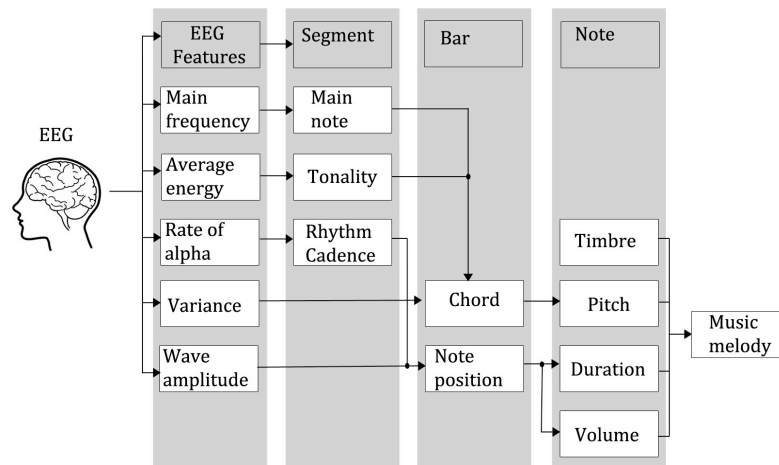 EEG
Features
Segment
Bar
Note
Main
frequency
Main
note
EEG
Average
energy
Tonality
Rate of
alpha
Rhythm
Cadence
Timbre
Variance
Chord
Pitch
Music
melody
Wave
amplitude
Note
position
Duration
Volume